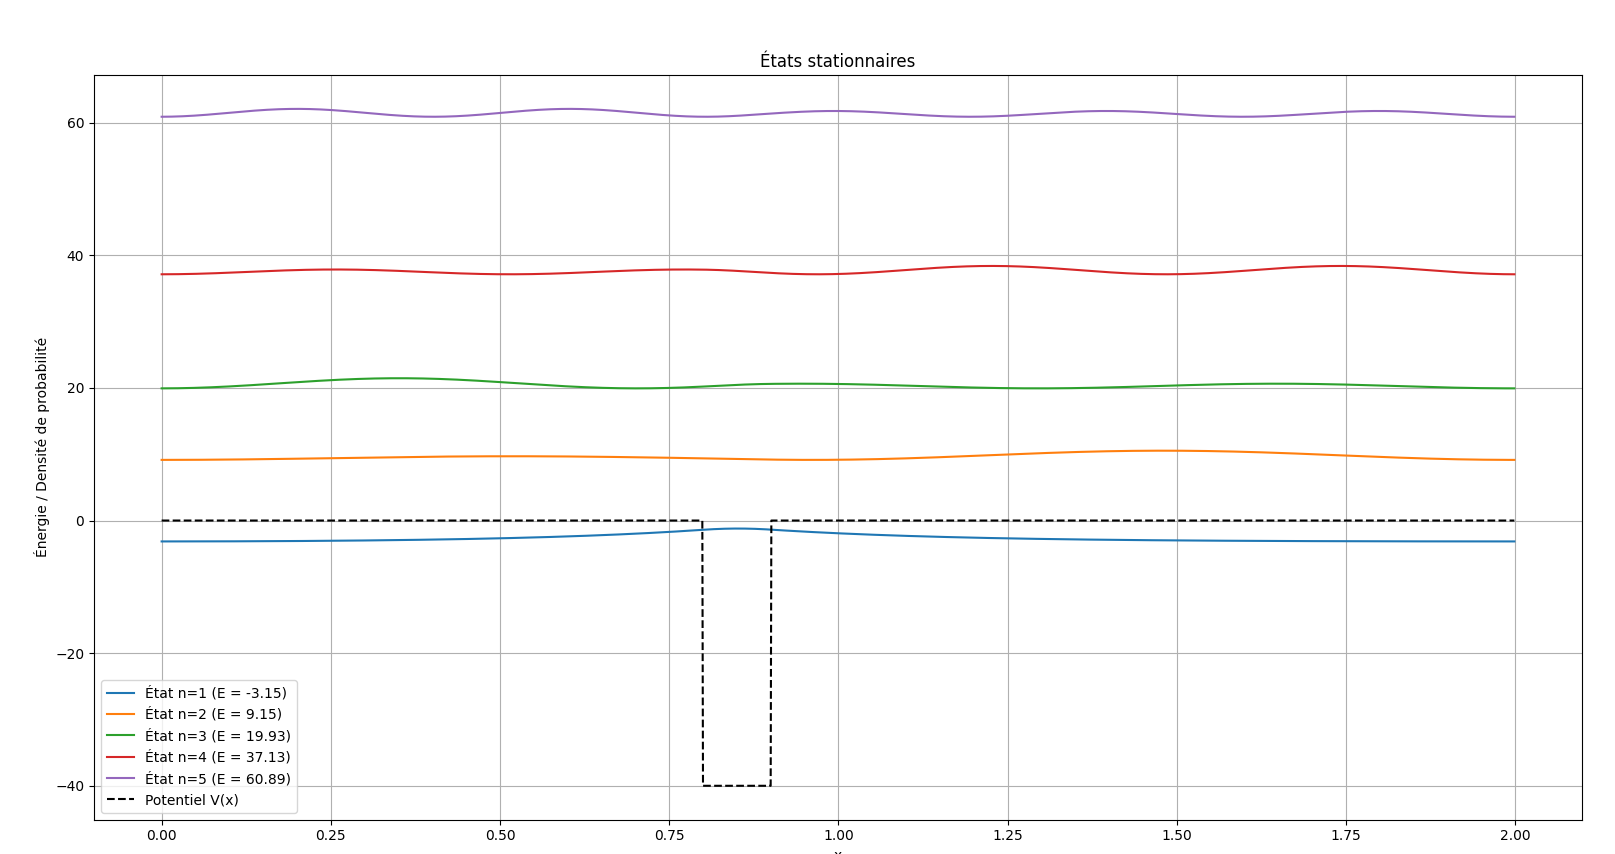 États stationnaires
Énergie / Densité de probabilité
60
40
20
0
−20
−40
État n=1 (E = -3.15)
État n=2 (E = 9.15)
État n=3 (E = 19.93)
État n=4 (E = 37.13)
État n=5 (E = 60.89)
Potentiel V(x)
0.00 0.25 0.50 0.75 1.00 1.25 1.50 1.75 2.00